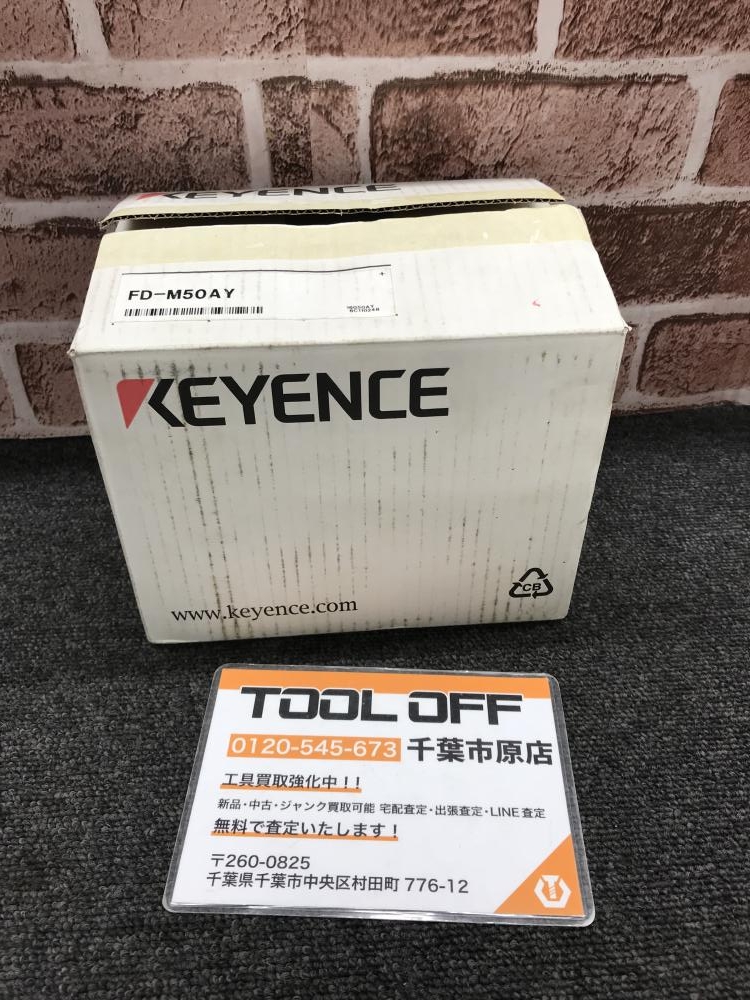 KEYENCE
FD-M50AY
KEYENCE
www.keyence.com
CB
TOOL OFF
0120-545-673 千葉市原店
工具買取強化中!!
新品・中古・ジャンク買取可能 宅配査定・出張査定・LINE査定
無料で査定いたします!
〒260-0825
千葉県千葉市中央区村田町 776-12